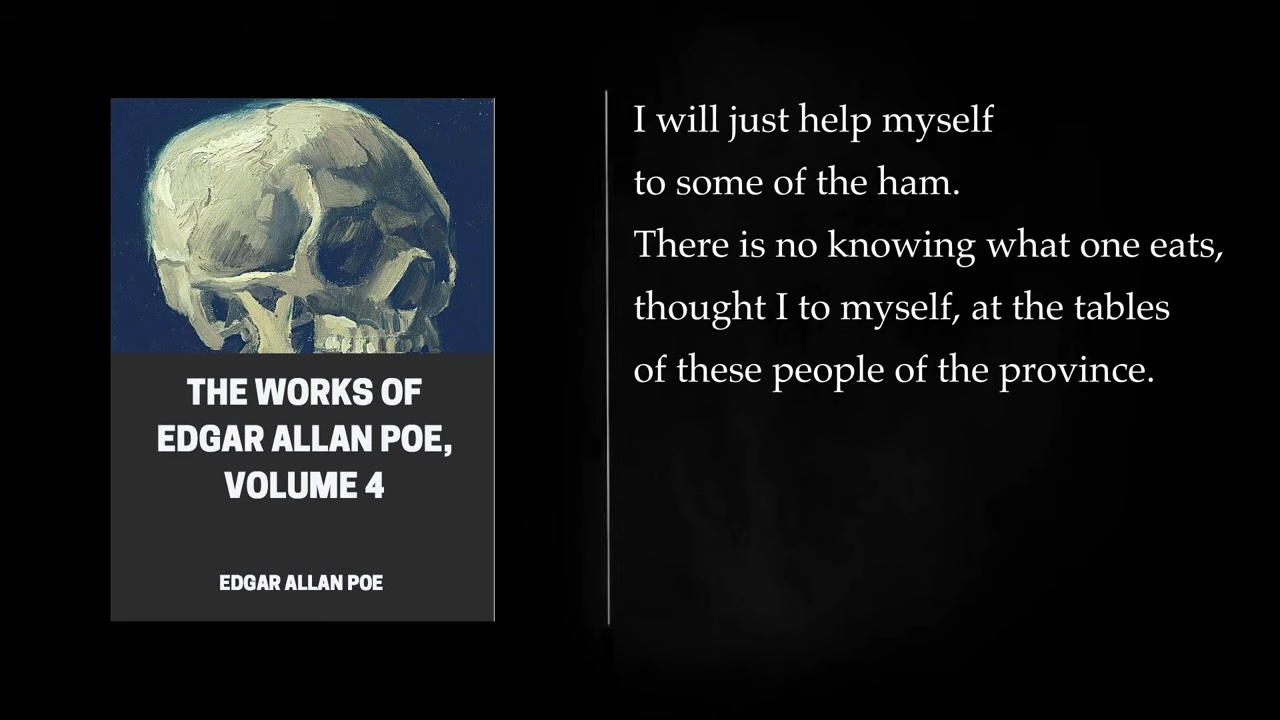 THE WORKS OF
EDGAR ALLAN POE,
VOLUME 4
EDGAR ALLAN POE
I will just help myself
to some of the ham.
There is no knowing what one eats,
thought I to myself, at the tables
of these people of the province.